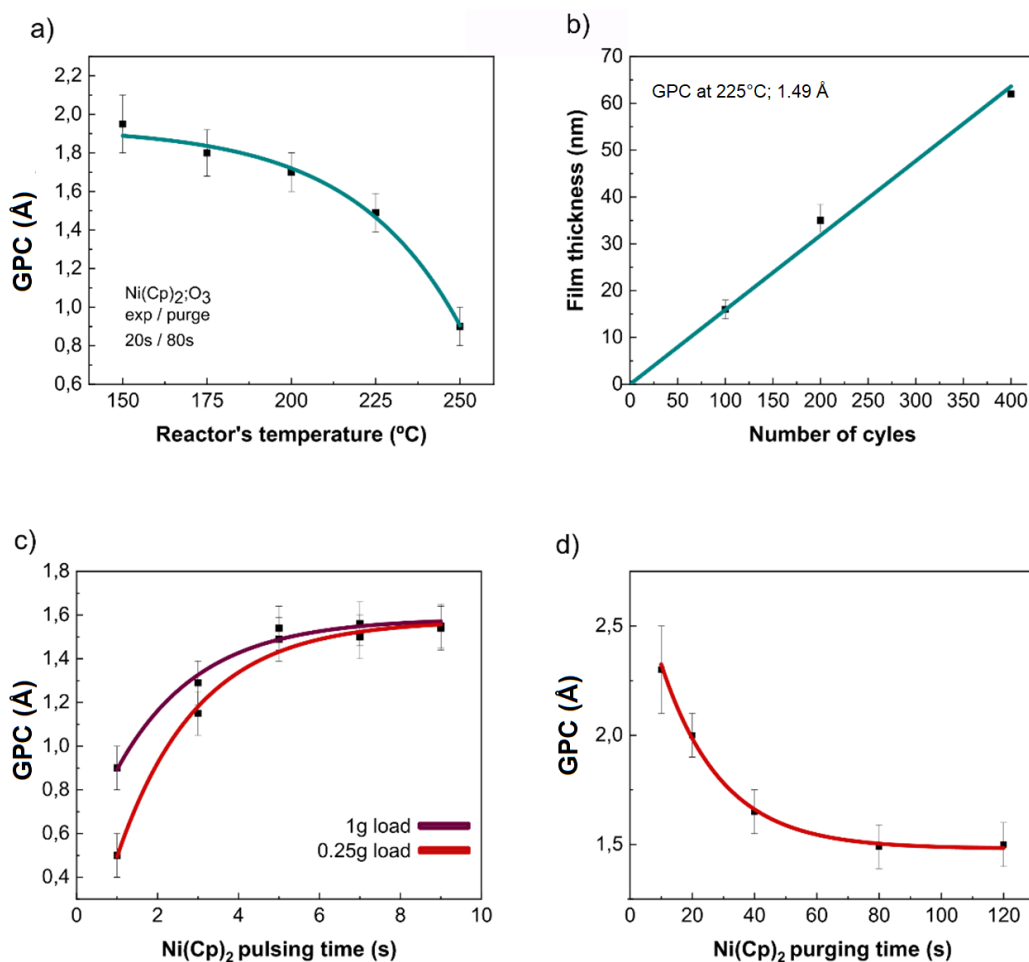 a)
2,2
2,0
1,8
1,6
1,4
1,2
1,0
0,8
0,6
GPC (Å)
Ni(Cp)₂;O₃
exp / purge
20s / 80s
150 175 200 225 250
Reactor's temperature (ºC)
b)
70
60
50
40
30
20
10
0
Film thickness (nm)
GPC at 225°C; 1.49 Å
0 50 100 150 200 250 300 350 400
Number of cyles
c)
1,8
1,6
1,4
1,2
1,0
0,8
0,6
0,4
GPC (Å)
1g load
0.25g load
0 2 4 6 8 10
Ni(Cp)₂ pulsing time (s)
d)
2,5
2,0
1,5
GPC (Å)
0 20 40 60 80 100 120
Ni(Cp)₂ purging time (s)